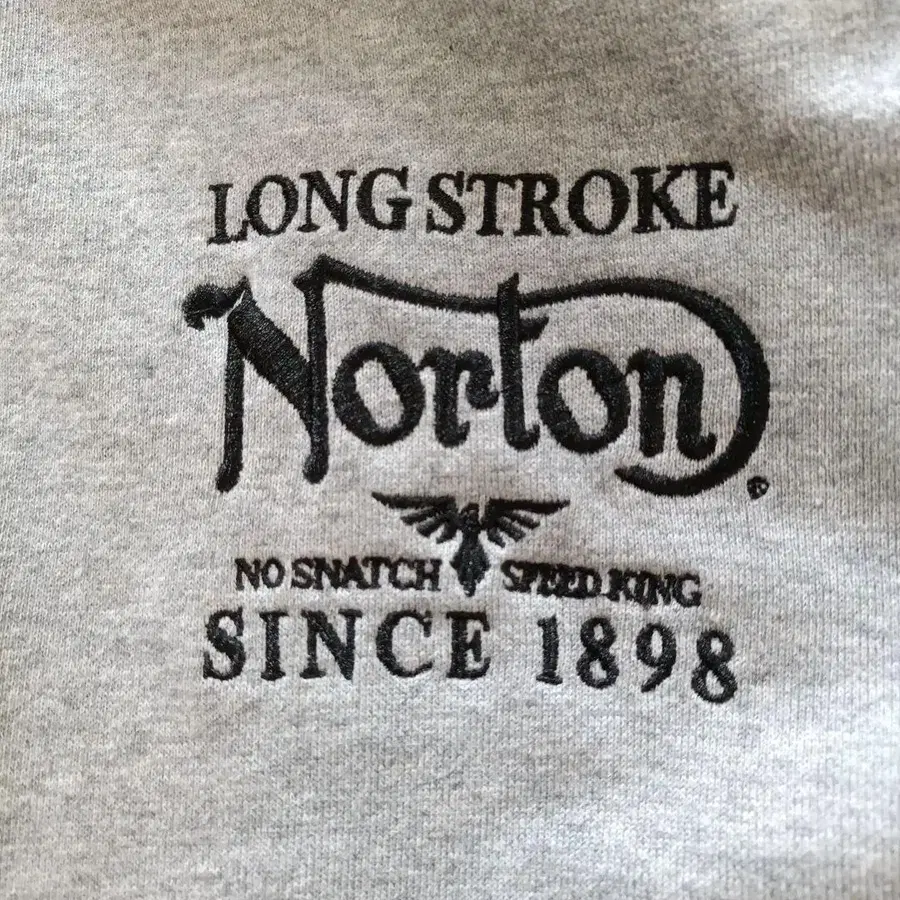 LONG STROKE
Norton®
NO SNATCH SPEED KING
SINCE 1898